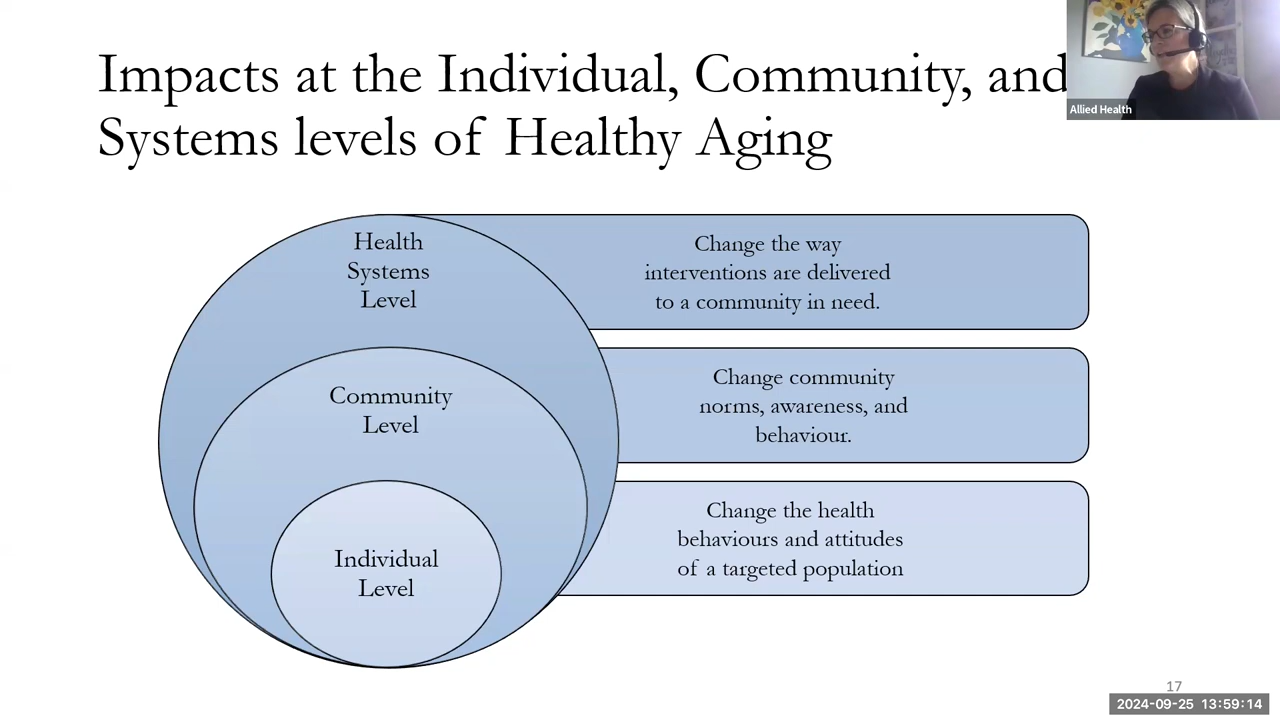 Impacts at the Individual, Community, and
Systems levels of Healthy Aging
Allied Health
Health
Systems
Level
Change the way
interventions are delivered
to a community in need.
Community
Level
Change community
norms, awareness, and
behaviour.
Individual
Level
Change the health
behaviours and attitudes
of a targeted population
17
2024-09-25 13:59:14